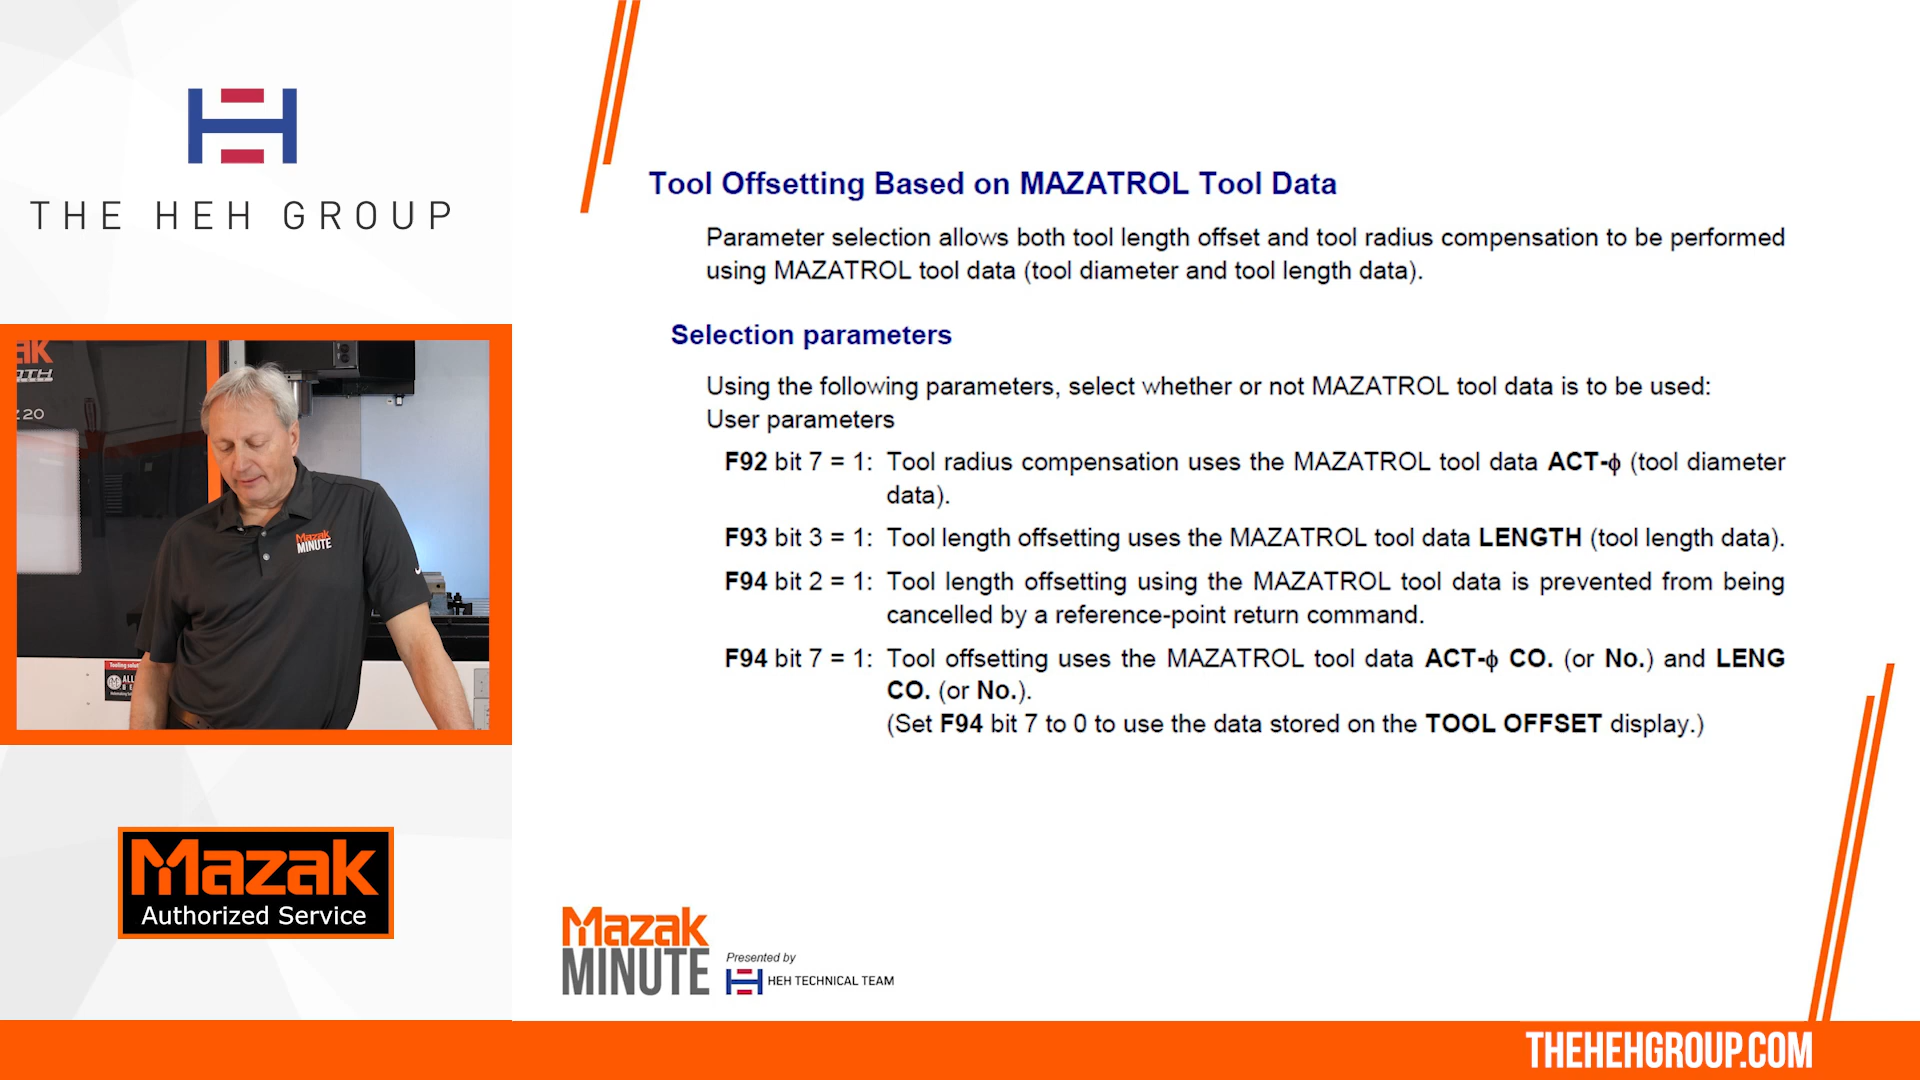 THE HEH GROUP
AK
TH
Z 20
Mazak
MINUTE
Mazak
Authorized Service
Tool Offsetting Based on MAZATROL Tool Data
Parameter selection allows both tool length offset and tool radius compensation to be performed
using MAZATROL tool data (tool diameter and tool length data).
Selection parameters
Using the following parameters, select whether or not MAZATROL tool data is to be used:
User parameters
F92 bit 7 = 1: Tool radius compensation uses the MAZATROL tool data ACT-ϕ (tool diameter
data).
F93 bit 3 = 1: Tool length offsetting uses the MAZATROL tool data LENGTH (tool length data).
F94 bit 2 = 1: Tool length offsetting using the MAZATROL tool data is prevented from being
cancelled by a reference-point return command.
F94 bit 7 = 1: Tool offsetting uses the MAZATROL tool data ACT-ϕ CO. (or No.) and LENG
CO. (or No.).
(Set F94 bit 7 to 0 to use the data stored on the TOOL OFFSET display.)
Mazak
MINUTE
Presented by
HEH TECHNICAL TEAM
THEHEHGROUP.COM